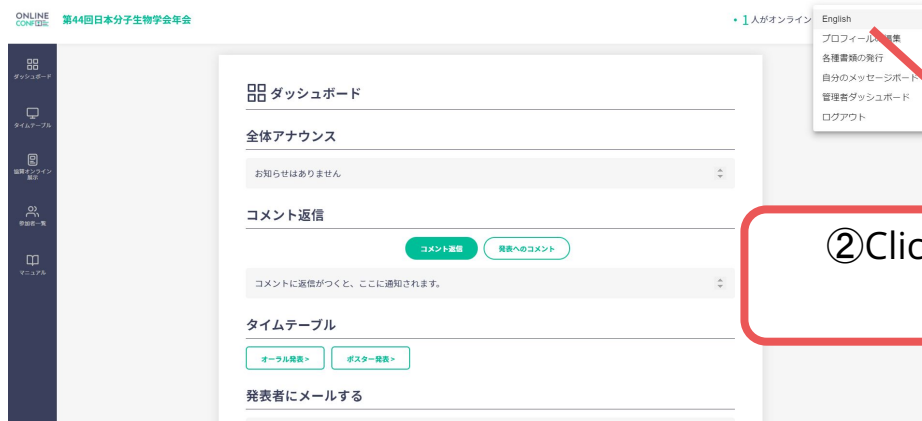 ONLINE
CONF
第44回日本分子生物学会年会
・1人がオンライン
English
プロフィールの編集
各種書類の発行
自分のメッセージボード
管理者ダッシュボード
ログアウト
ダッシュボード
タイムテーブル
協賛オンライン
展示
参加者一覧
マニュアル
ダッシュボード
全体アナウンス
お知らせはありません
コメント返信
コメント返信
発表へのコメント
コメントに返信がつくと、ここに通知されます。
タイムテーブル
オーラル発表 >
ポスター発表 >
発表者にメールする
②Clic